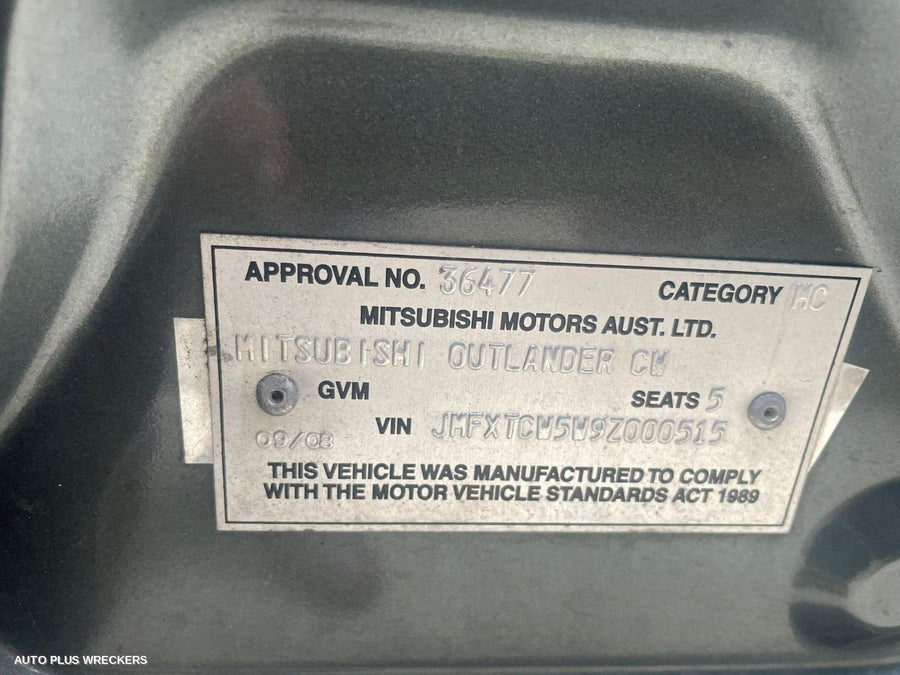 APPROVAL NO. 36477 CATEGORY MC
MITSUBISHI MOTORS AUST. LTD.
MITSUBISHI OUTLANDER CW
GVM SEATS 5
09/08 VIN JMFXTCW5W9Z000515
THIS VEHICLE WAS MANUFACTURED TO COMPLY
WITH THE MOTOR VEHICLE STANDARDS ACT 1989
AUTO PLUS WRECKERS